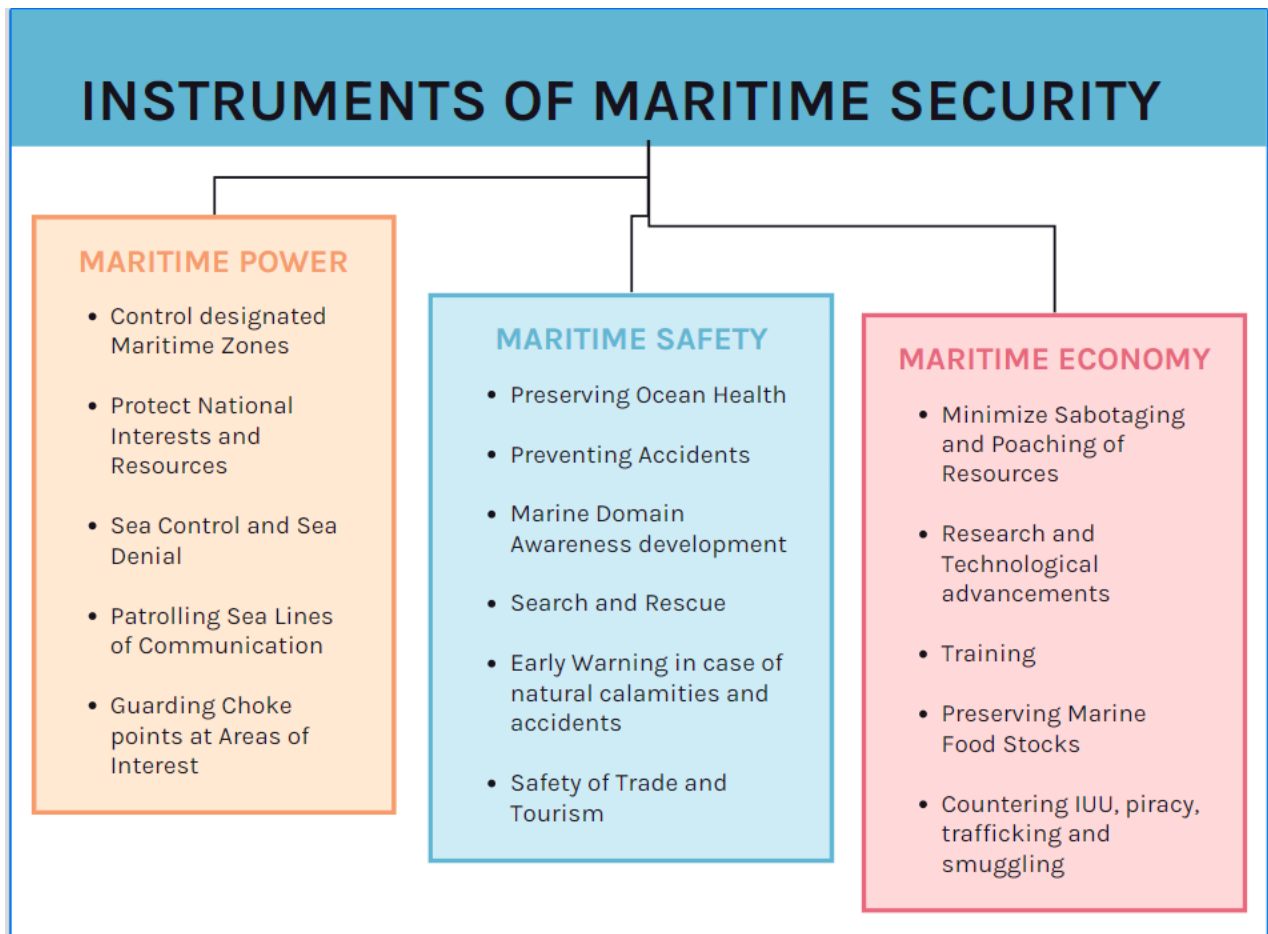 INSTRUMENTS OF MARITIME SECURITY
MARITIME POWER
• Control designated
Maritime Zones
• Protect National
Interests and
Resources
• Sea Control and Sea
Denial
• Patrolling Sea Lines
of Communication
• Guarding Choke
points at Areas of
Interest
MARITIME SAFETY
• Preserving Ocean Health
• Preventing Accidents
• Marine Domain
Awareness development
• Search and Rescue
• Early Warning in case of
natural calamities and
accidents
• Safety of Trade and
Tourism
MARITIME ECONOMY
• Minimize Sabotaging
and Poaching of
Resources
• Research and
Technological
advancements
• Training
• Preserving Marine
Food Stocks
• Countering IUU, piracy,
trafficking and
smuggling